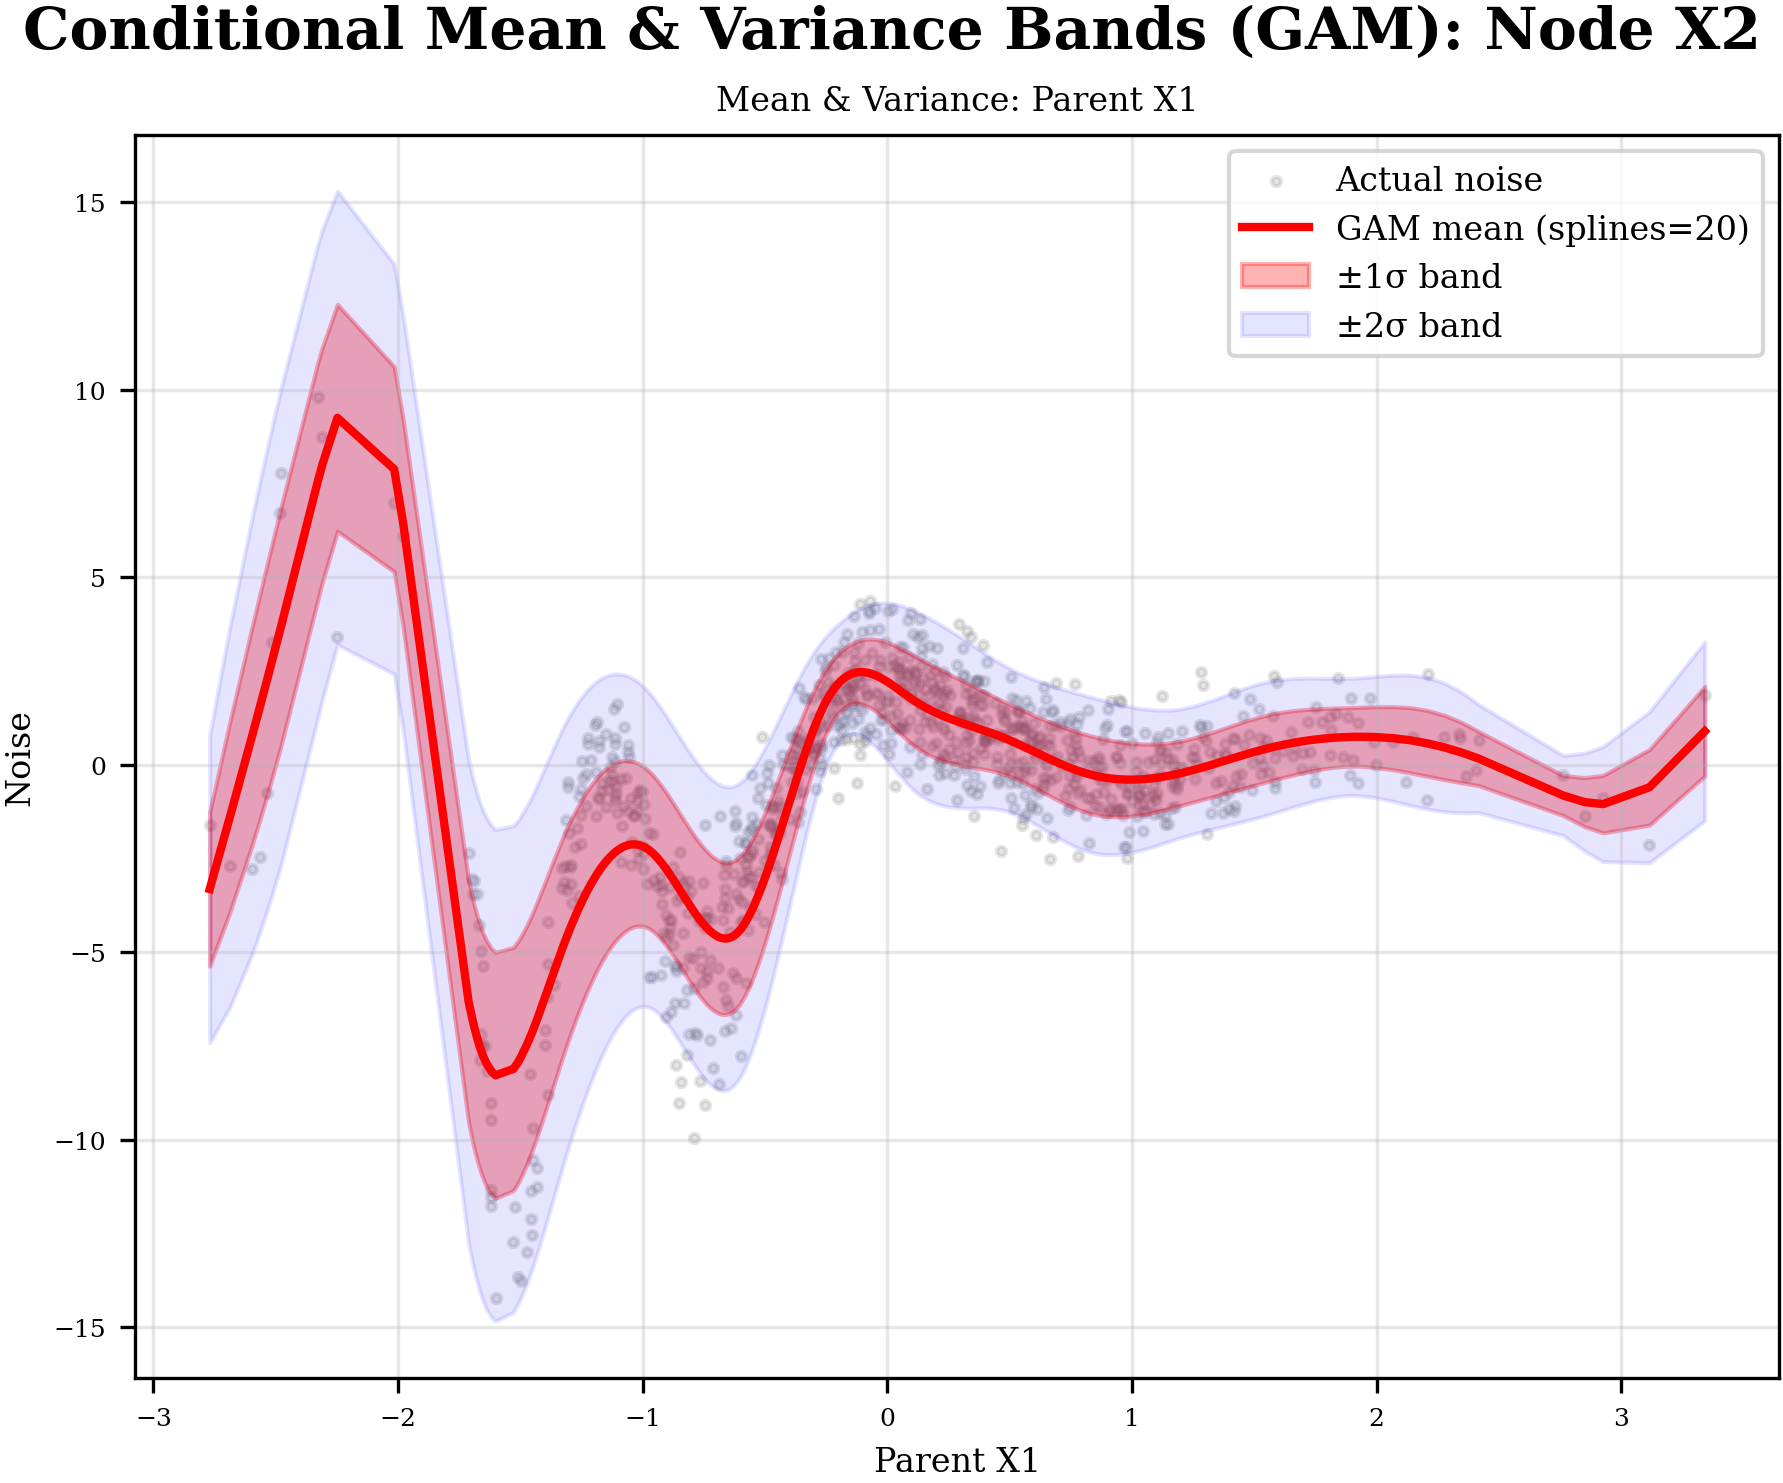 Conditional Mean & Variance Bands (GAM): Node X2
Mean & Variance: Parent X1
Actual noise
GAM mean (splines=20)
±1σ band
±2σ band
Noise
15
10
5
0
−5
−10
−15
−3
−2
−1
0
1
2
3
Parent X1